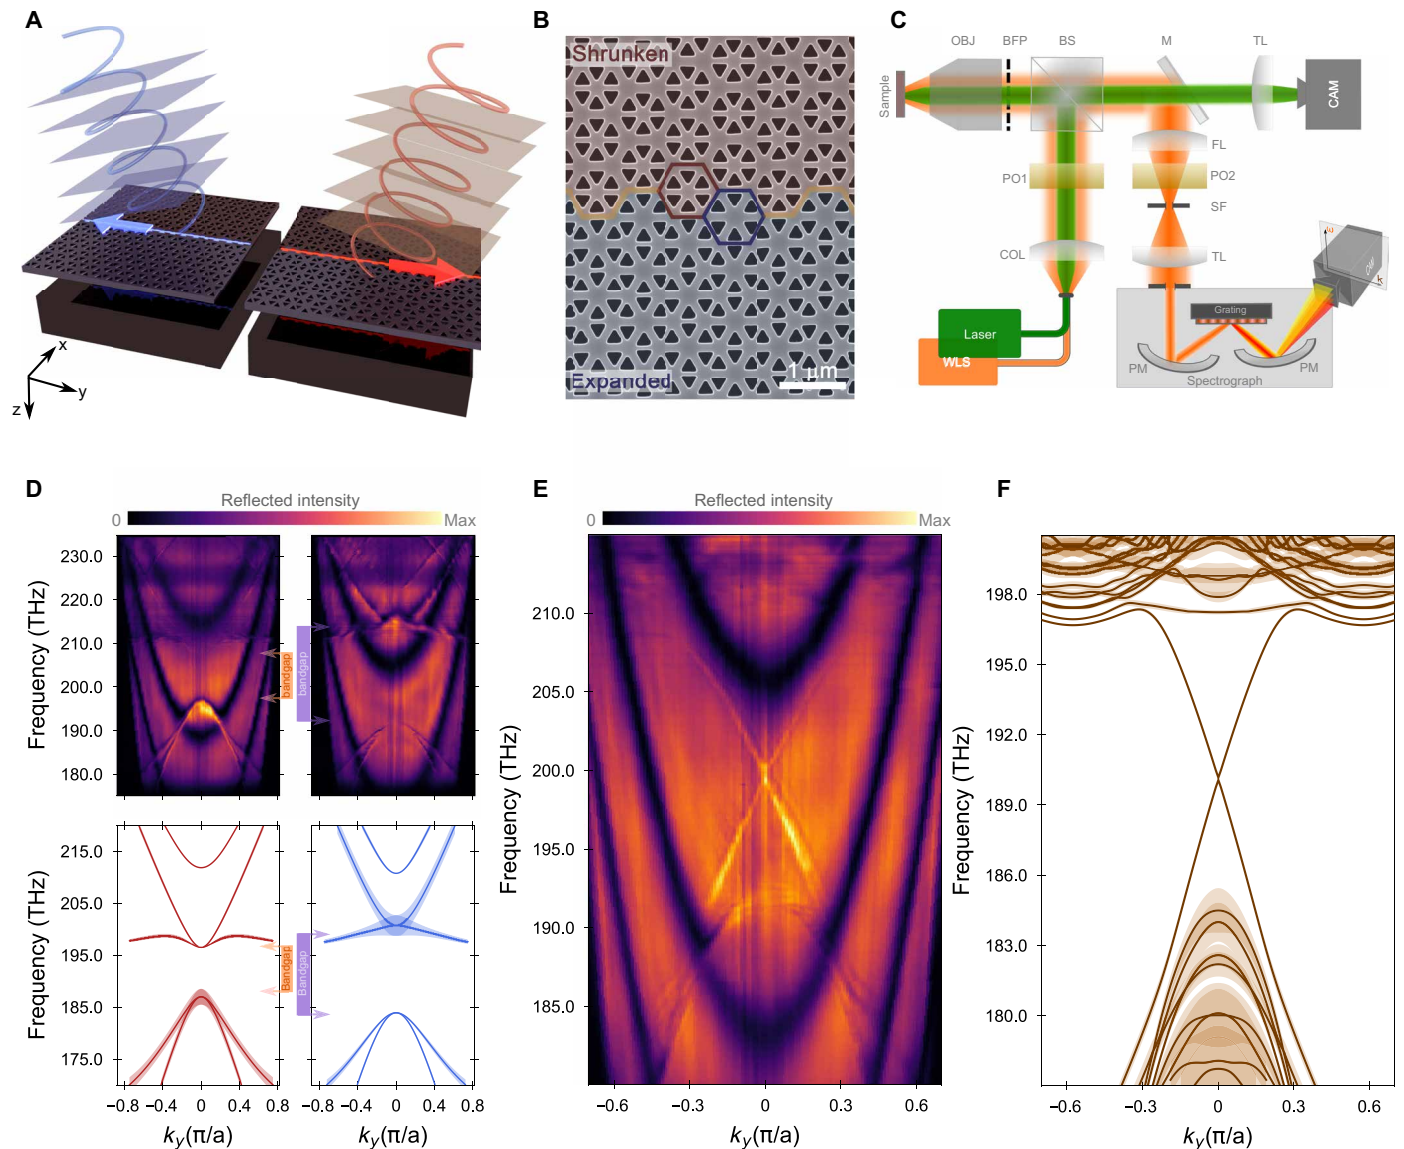 A
x
y
z
B
Shrunken
Expanded
1 μm
C
OBJ
BFP
BS
M
TL
Sample
CAM
FL
PO1
PO2
SF
COL
TL
Laser
WLS
Grating
PM
PM
Spectrograph
ω
k
CAM
D
Reflected intensity
0
Max
Frequency (THz)
230.0
220.0
210.0
200.0
190.0
180.0
bandgap
bandgap
Frequency (THz)
215.0
205.0
195.0
185.0
175.0
Bandgap
Bandgap
−0.8 −0.4 0 0.4 0.8
−0.8 −0.4 0 0.4 0.8
ky(π/a)
ky(π/a)
E
Reflected intensity
0
Max
Frequency (THz)
210.0
205.0
200.0
195.0
190.0
185.0
−0.6 −0.3 0 0.3 0.6
ky(π/a)
F
Frequency (THz)
198.0
195.0
192.0
189.0
186.0
183.0
180.0
−0.6 −0.3 0 0.3 0.6
ky(π/a)